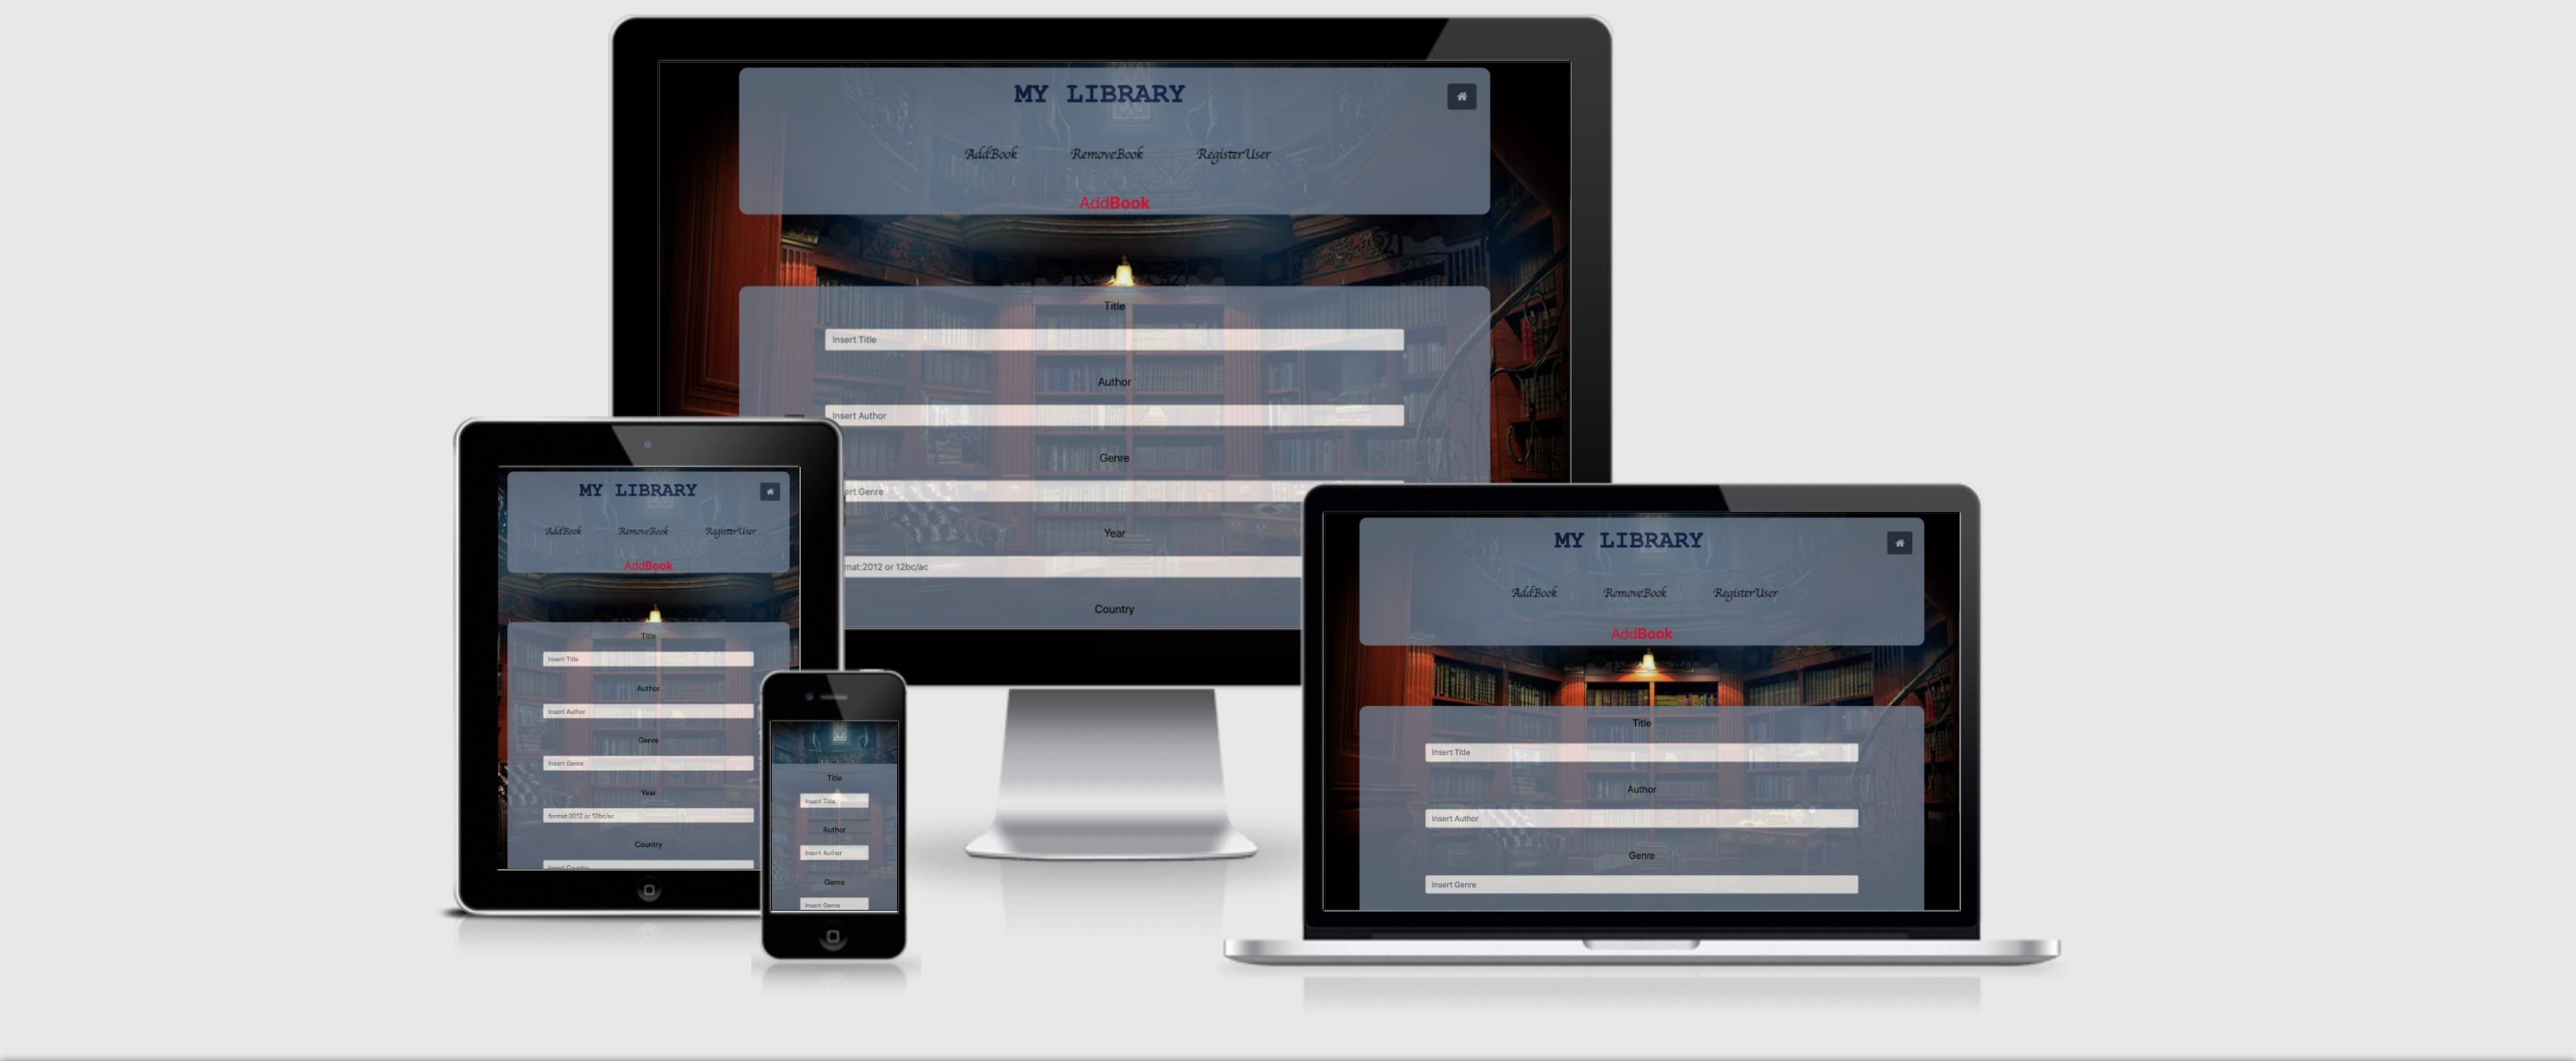 MY LIBRARY
AddBook RemoveBook RegisterUser
AddBook
Title
Insert Title
Author
Insert Author
Genre
ert Genre
Year
mat:2012 or 12bc/ac
Country
MY LIBRARY
AddBook RemoveBook RegisterUser
AddBook
Title
Insert Title
Author
Insert Author
Genre
Insert Genre
Year
format:2012 or 12bc/ac
Country
Insert Country
Title
Insert Title
Author
Insert Author
Genre
Insert Genre
MY LIBRARY
AddBook RemoveBook RegisterUser
AddBook
Title
Insert Title
Author
Insert Author
Genre
Insert Genre